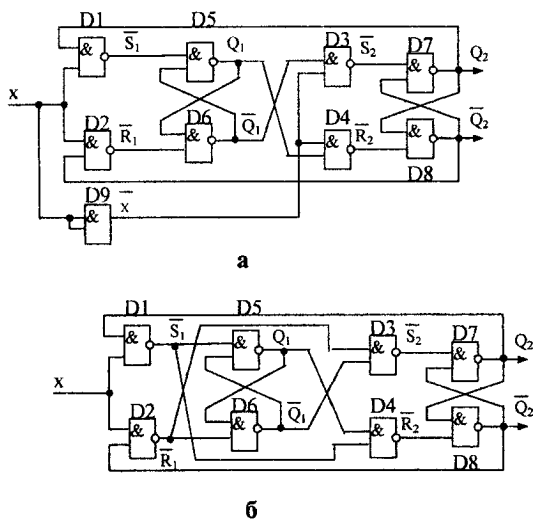 D1 D5 D3 D7
& S̅₁ & Q₁ & S̅₂ & Q₂
x
D2 D6 D4
& R̅₁ & Q̅₁ & R̅₂ & Q̅₂
D9 D8
& x̅
а
D1 D5 D3 D7
& S̅₁ & Q₁ & S̅₂ & Q₂
x
D2 D6 D4
& R̅₁ & Q̅₁ & R̅₂ & Q̅₂
D8
б